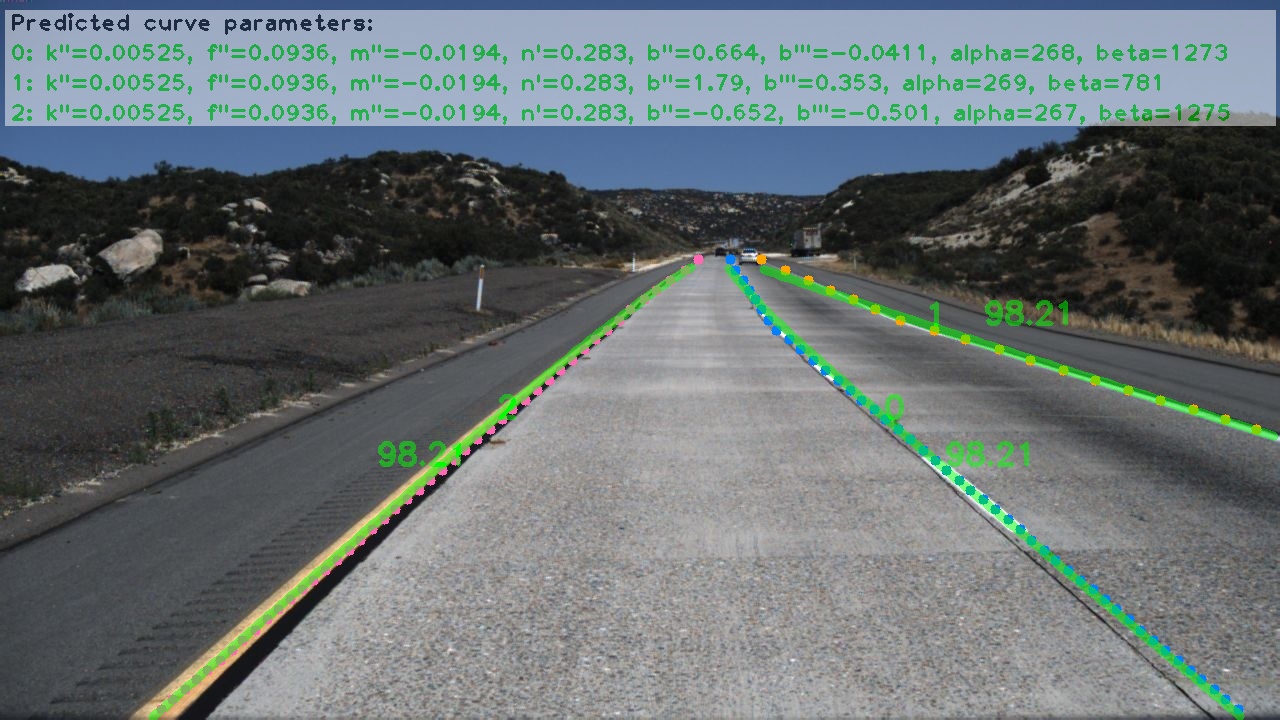 Predicted curve parameters:
0: k''=0.00525, f''=0.0936, m''=−0.0194, n'=0.283, b''=0.664, b'''=−0.0411, alpha=268, beta=1273
1: k''=0.00525, f''=0.0936, m''=−0.0194, n'=0.283, b''=1.79, b'''=0.353, alpha=269, beta=781
2: k''=0.00525, f''=0.0936, m''=−0.0194, n'=0.283, b''=−0.652, b'''=−0.501, alpha=267, beta=1275
1 98.21
2 0
98.21 98.21